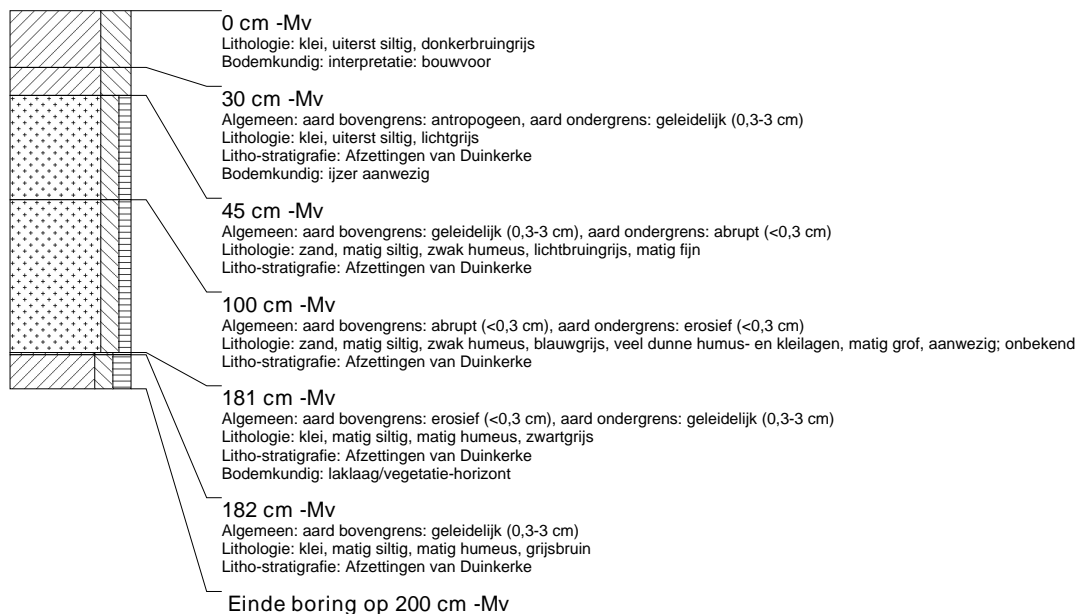 0 cm -Mv
Lithologie: klei, uiterst siltig, donkerbruingrijs
Bodemkundig: interpretatie: bouwvoor
30 cm -Mv
Algemeen: aard bovengrens: antropogeen, aard ondergrens: geleidelijk (0,3-3 cm)
Lithologie: klei, uiterst siltig, lichtgrijs
Litho-stratigrafie: Afzettingen van Duinkerke
Bodemkundig: ijzer aanwezig
45 cm -Mv
Algemeen: aard bovengrens: geleidelijk (0,3-3 cm), aard ondergrens: abrupt (<0,3 cm)
Lithologie: zand, matig siltig, zwak humeus, lichtbruingrijs, matig fijn
Litho-stratigrafie: Afzettingen van Duinkerke
100 cm -Mv
Algemeen: aard bovengrens: abrupt (<0,3 cm), aard ondergrens: erosief (<0,3 cm)
Lithologie: zand, matig siltig, zwak humeus, blauwgrijs, veel dunne humus- en kleilagen, matig grof, aanwezig; onbekend
Litho-stratigrafie: Afzettingen van Duinkerke
181 cm -Mv
Algemeen: aard bovengrens: erosief (<0,3 cm), aard ondergrens: geleidelijk (0,3-3 cm)
Lithologie: klei, matig siltig, matig humeus, zwartgrijs
Litho-stratigrafie: Afzettingen van Duinkerke
Bodemkundig: laklaag/vegetatie-horizont
182 cm -Mv
Algemeen: aard bovengrens: geleidelijk (0,3-3 cm)
Lithologie: klei, matig siltig, matig humeus, grijsbruin
Litho-stratigrafie: Afzettingen van Duinkerke
Einde boring op 200 cm -Mv